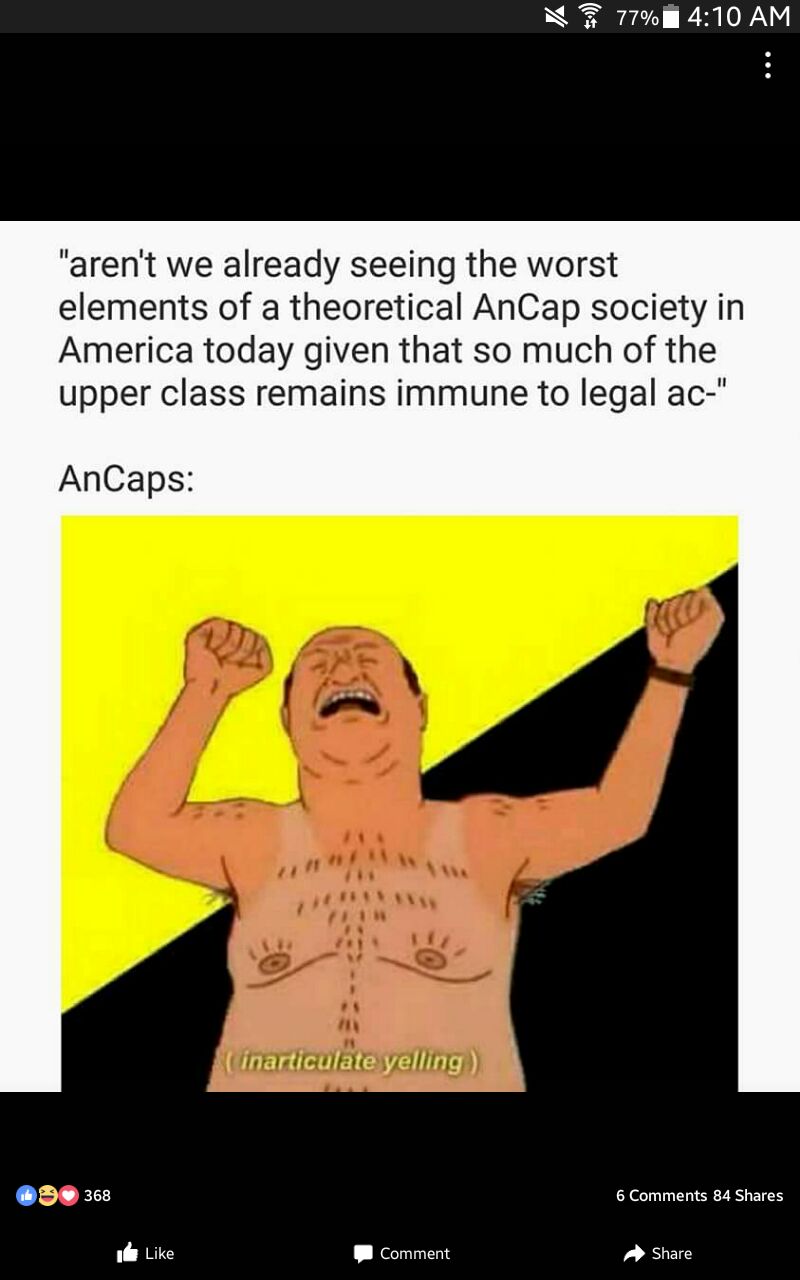 77% 4:10 AM
"aren't we already seeing the worst
elements of a theoretical AnCap society in
America today given that so much of the
upper class remains immune to legal ac-"
AnCaps:
( inarticulate yelling )
368
6 Comments 84 Shares
Like
Comment
Share